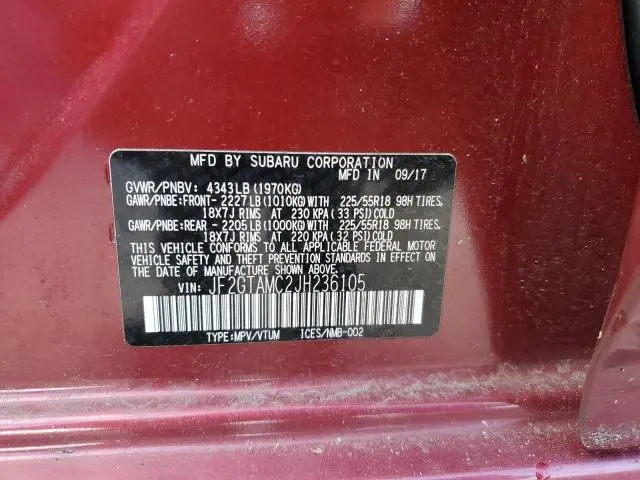 MFD BY SUBARU CORPORATION
MFD IN 09/17
GVWR/PNBV: 4343LB(1970KG)
GAWR/PNBE:FRONT- 2227LB(1010KG)WITH 225/55R18 98H TIRES,
18X7J RIMS AT 230 KPA(33 PSI)COLD
GAWR/PNBE:REAR - 2205LB(1000KG)WITH 225/55R18 98H TIRES,
18X7J RIMS AT 220 KPA(32 PSI)COLD
THIS VEHICLE CONFORMS TO ALL APPLICABLE FEDERAL MOTOR
VEHICLE SAFETY, BUMPER, AND THEFT PREVENTION STANDARDS
IN EFFECT ON THE DATE OF MANUFACTURE SHOWN ABOVE.
VIN: JF2GTAMC2JH236105
TYPE:MPV/VTUM ICES/NMB-002